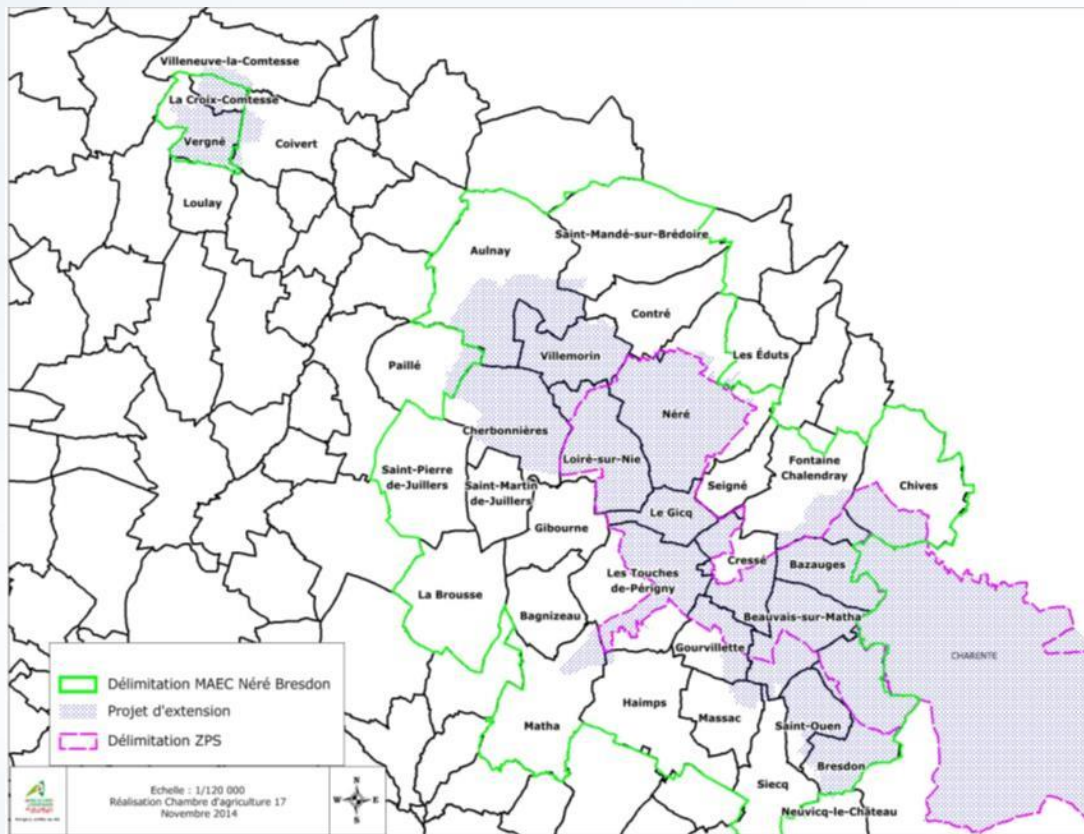 Villeneuve-la-Comtesse
La Croix-Comtesse
Vergné
Coivert
Loulay
Aulnay
Saint-Mandé-sur-Brédoire
Contré
Villemorin
Les Éduts
Paillé
Néré
Cherbonnières
Loiré-sur-Nie
Fontaine
Chalendray
Saint-Pierre
de-Juillers
Saint-Martin
de-Juillers
Seigné
Chives
Le Gicq
Gibourne
Cressé
Bazauges
Les Touches
de-Périgny
La Brousse
Bagnizeau
Beauvais-sur-Matha
Gourvillette
CHARENTE
Haimps
Massac
Matha
Saint-Ouen
Bresdon
Siecq
Neuvicq-le-Château
Délimitation MAEC Néré Bresdon
Projet d'extension
Délimitation ZPS
Echelle : 1/120 000
Réalisation Chambre d'agriculture 17
Novembre 2014
N
W E
S